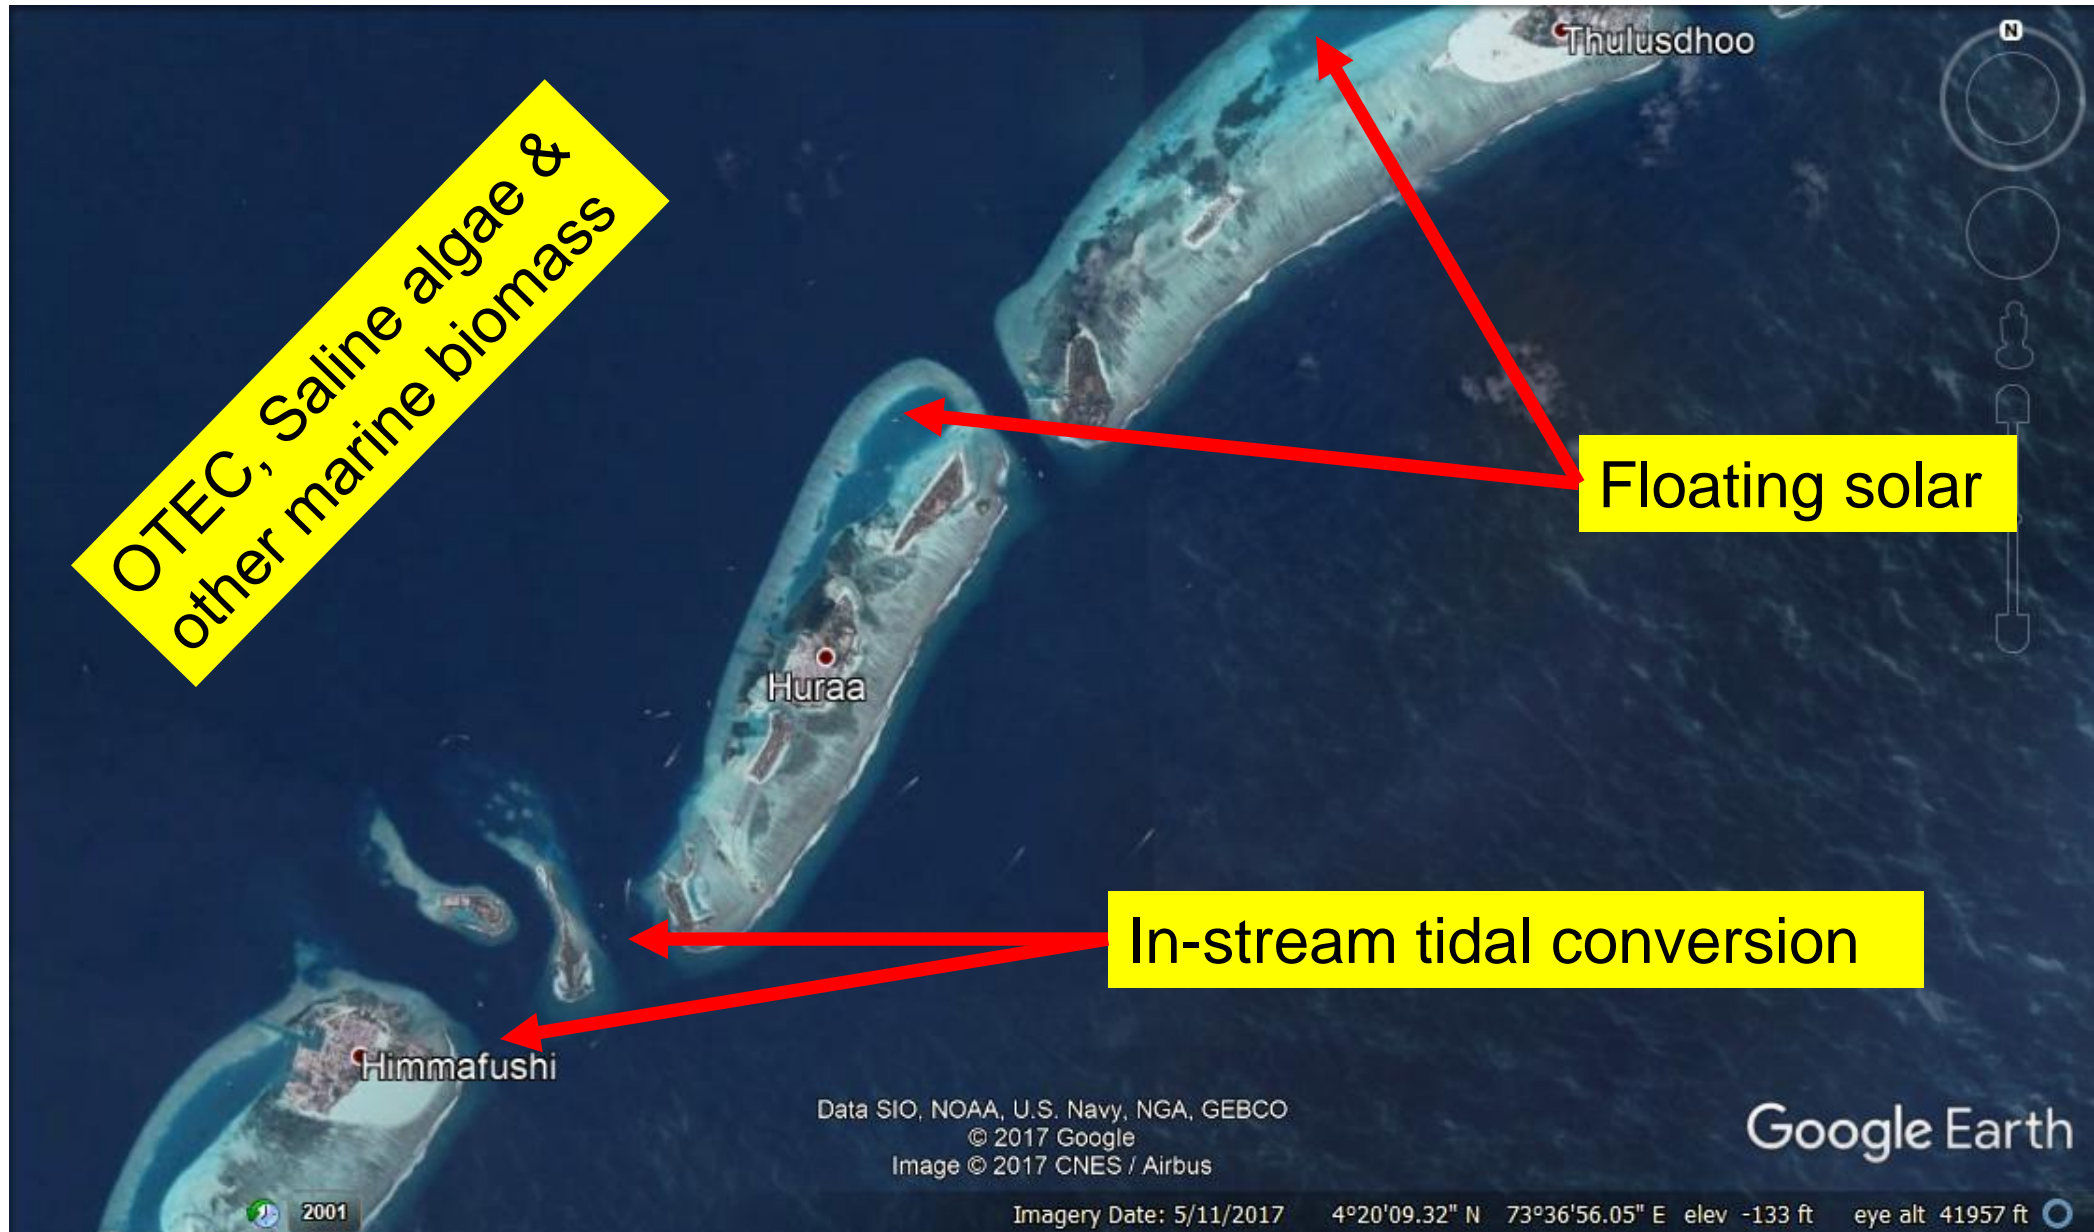 Thulusdhoo
N
OTEC, Saline algae &
other marine biomass
Floating solar
Huraa
In-stream tidal conversion
Himmafushi
Data SIO, NOAA, U.S. Navy, NGA, GEBCO
© 2017 Google
Image © 2017 CNES / Airbus
Google Earth
2001
Imagery Date: 5/11/2017 4°20'09.32" N 73°36'56.05" E elev -133 ft eye alt 41957 ft